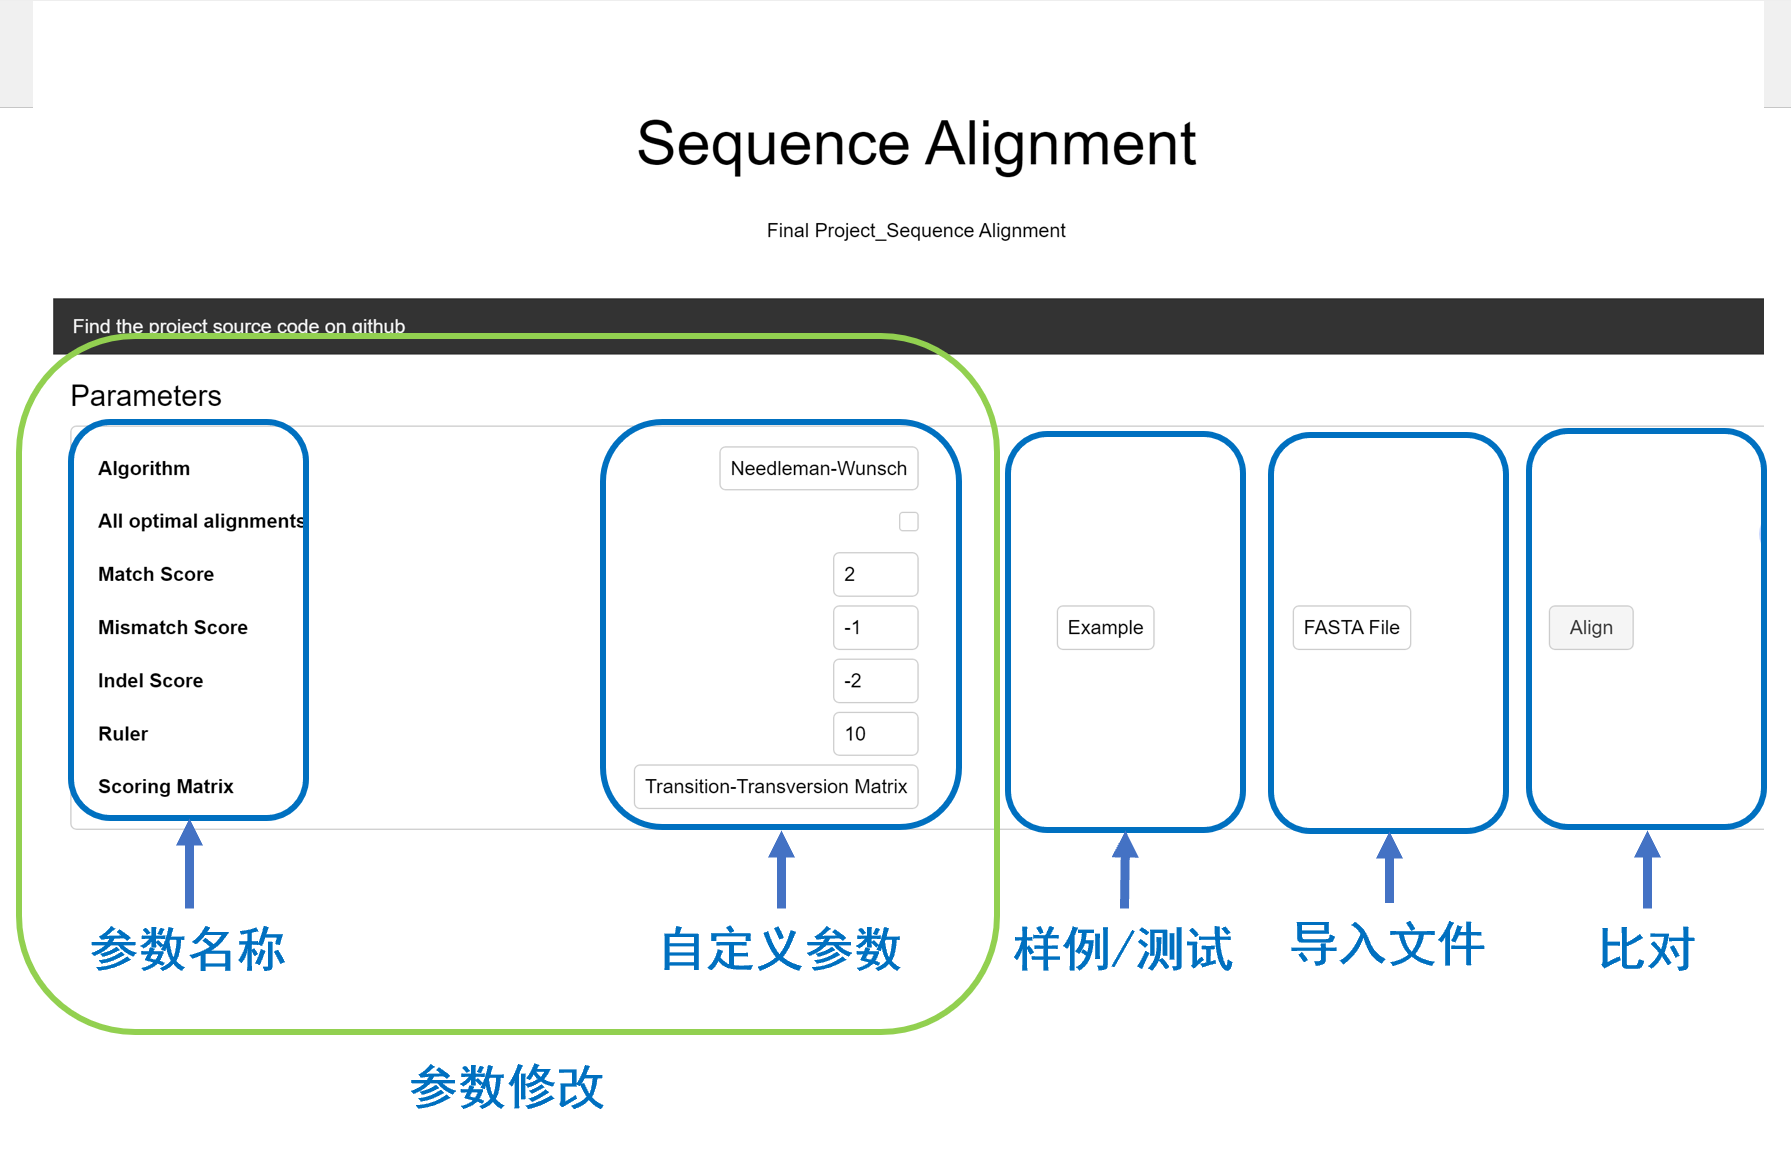 Sequence Alignment
Final Project_Sequence Alignment
Find the project source code on github
Parameters
Algorithm
Needleman-Wunsch
All optimal alignments
Match Score
2
Mismatch Score
-1
Indel Score
-2
Ruler
10
Scoring Matrix
Transition-Transversion Matrix
Example
FASTA File
Align
参数名称
自定义参数
样例/测试
导入文件
比对
参数修改